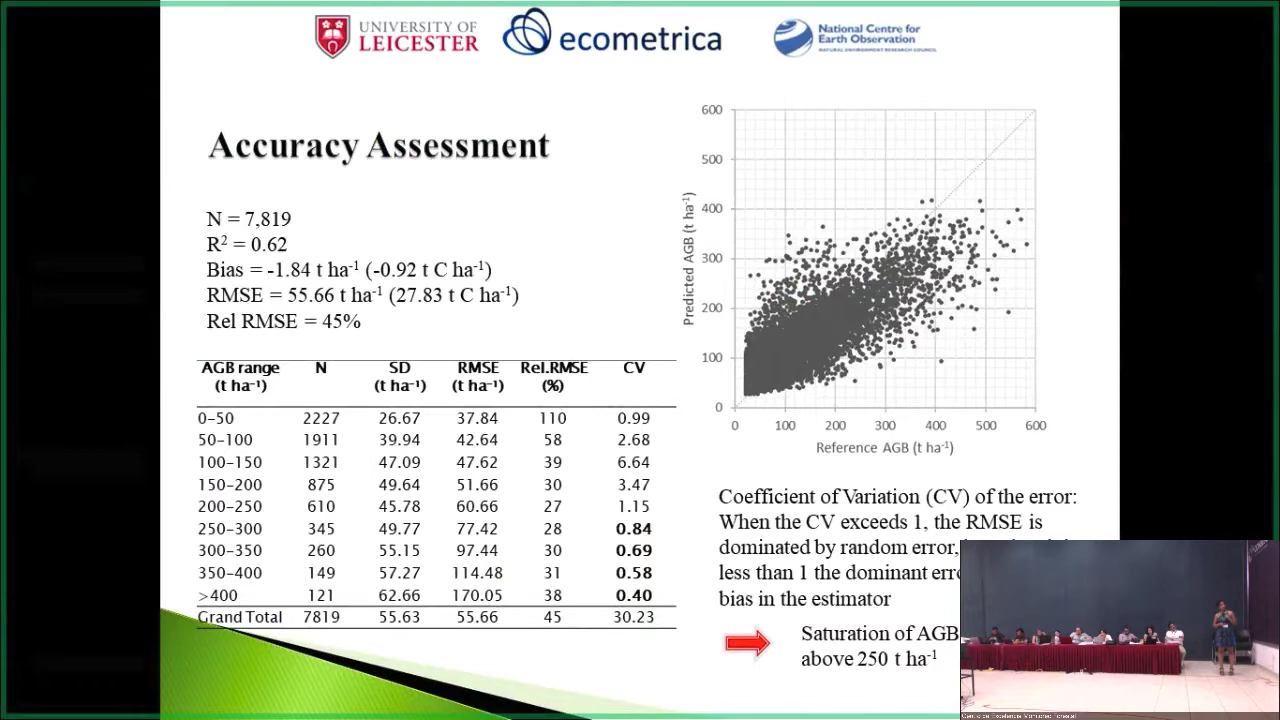 UNIVERSITY OF
LEICESTER
ecometrica
National Centre for
Earth Observation
NATURAL ENVIRONMENT RESEARCH COUNCIL
Accuracy Assessment
N = 7,819
R² = 0.62
Bias = -1.84 t ha⁻¹ (-0.92 t C ha⁻¹)
RMSE = 55.66 t ha⁻¹ (27.83 t C ha⁻¹)
Rel RMSE = 45%
AGB range N SD RMSE Rel.RMSE CV
(t ha⁻¹) (t ha⁻¹) (t ha⁻¹) (%)
0-50 2227 26.67 37.84 110 0.99
50-100 1911 39.94 42.64 58 2.68
100-150 1321 47.09 47.62 39 6.64
150-200 875 49.64 51.66 30 3.47
200-250 610 45.78 60.66 27 1.15
250-300 345 49.77 77.42 28 0.84
300-350 260 55.15 97.44 30 0.69
350-400 149 57.27 114.48 31 0.58
>400 121 62.66 170.05 38 0.40
Grand Total 7819 55.63 55.66 45 30.23
600
500
400
300
200
100
0
Predicted AGB (t ha⁻¹)
0 100 200 300 400 500 600
Reference AGB (t ha⁻¹)
Coefficient of Variation (CV) of the error:
When the CV exceeds 1, the RMSE is
dominated by random error,
less than 1 the dominant
bias in the estimator
Saturation of AGB
above 250 t ha⁻¹
Centro de Excelencia Monitoreo Forestal